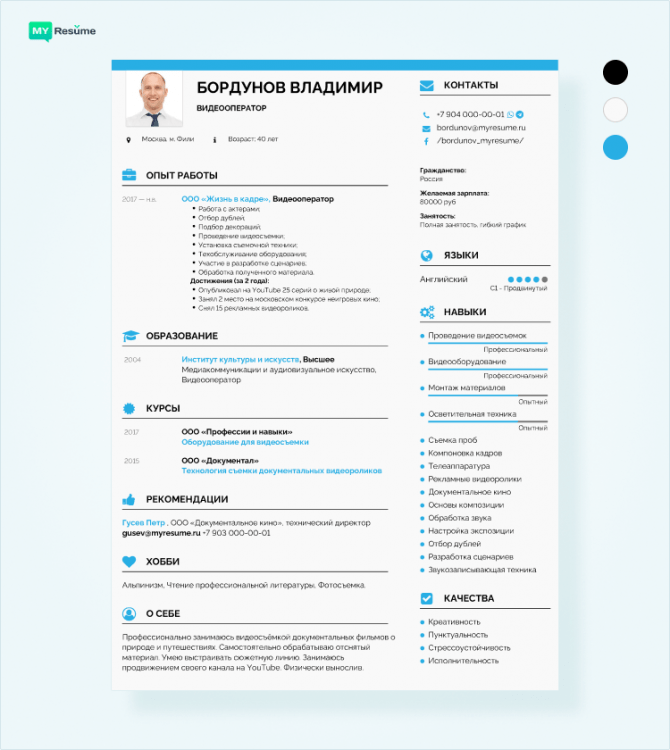 MY Resume
БОРДУНОВ ВЛАДИМИР
ВИДЕООПЕРАТОР
Москва, м. Фили
Возраст: 40 лет
ОПЫТ РАБОТЫ
2017 — н.в.
ООО «Жизнь в кадре», Видеооператор
Работа с актерами;
Отбор дублей;
Подбор декораций;
Проведение видеосъемки;
Установка съемочной техники;
Техобслуживание оборудования;
Участие в разработке сценариев;
Обработка полученного материала.
Достижения (за 2 года):
Опубликовал на YouTube 25 серий о живой природе;
Занял 2 место на московском конкурсе неигровых кино;
Снял 15 рекламных видеороликов.
ОБРАЗОВАНИЕ
2004
Институт культуры и искусств, Высшее
Медиакоммуникации и аудиовизуальное искусство,
Видеооператор
КУРСЫ
2017
ООО «Профессии и навыки»
Оборудование для видеосъемки
2015
ООО «Документал»
Технология съемки документальных видеороликов
РЕКОМЕНДАЦИИ
Гусев Петр , ООО «Документальное кино», технический директор
gusev@myresume.ru +7 903 000-00-01
ХОББИ
Альпинизм, Чтение профессиональной литературы, Фотосъемка.
О СЕБЕ
Профессионально занимаюсь видеосъёмкой документальных фильмов о
природе и путешествиях. Самостоятельно обрабатываю отснятый
материал. Умею выстраивать сюжетную линию. Занимаюсь
продвижением своего канала на YouTube. Физически вынослив.
КОНТАКТЫ
+7 904 000-00-01
bordunov@myresume.ru
/bordunov_myresume/
Гражданство:
Россия
Желаемая зарплата:
80000 руб
Занятость:
Полная занятость, гибкий график
ЯЗЫКИ
Английский
C1 - Продвинутый
НАВЫКИ
Проведение видеосъемок
Профессиональный
Видеооборудование
Профессиональный
Монтаж материалов
Опытный
Осветительная техника
Опытный
Съемка проб
Компоновка кадров
Телеаппаратура
Рекламные видеоролики
Документальное кино
Основы композиции
Обработка звука
Настройка экспозиции
Отбор дублей
Разработка сценариев
Звукозаписывающая техника
КАЧЕСТВА
Креативность
Пунктуальность
Стрессоустойчивость
Исполнительность